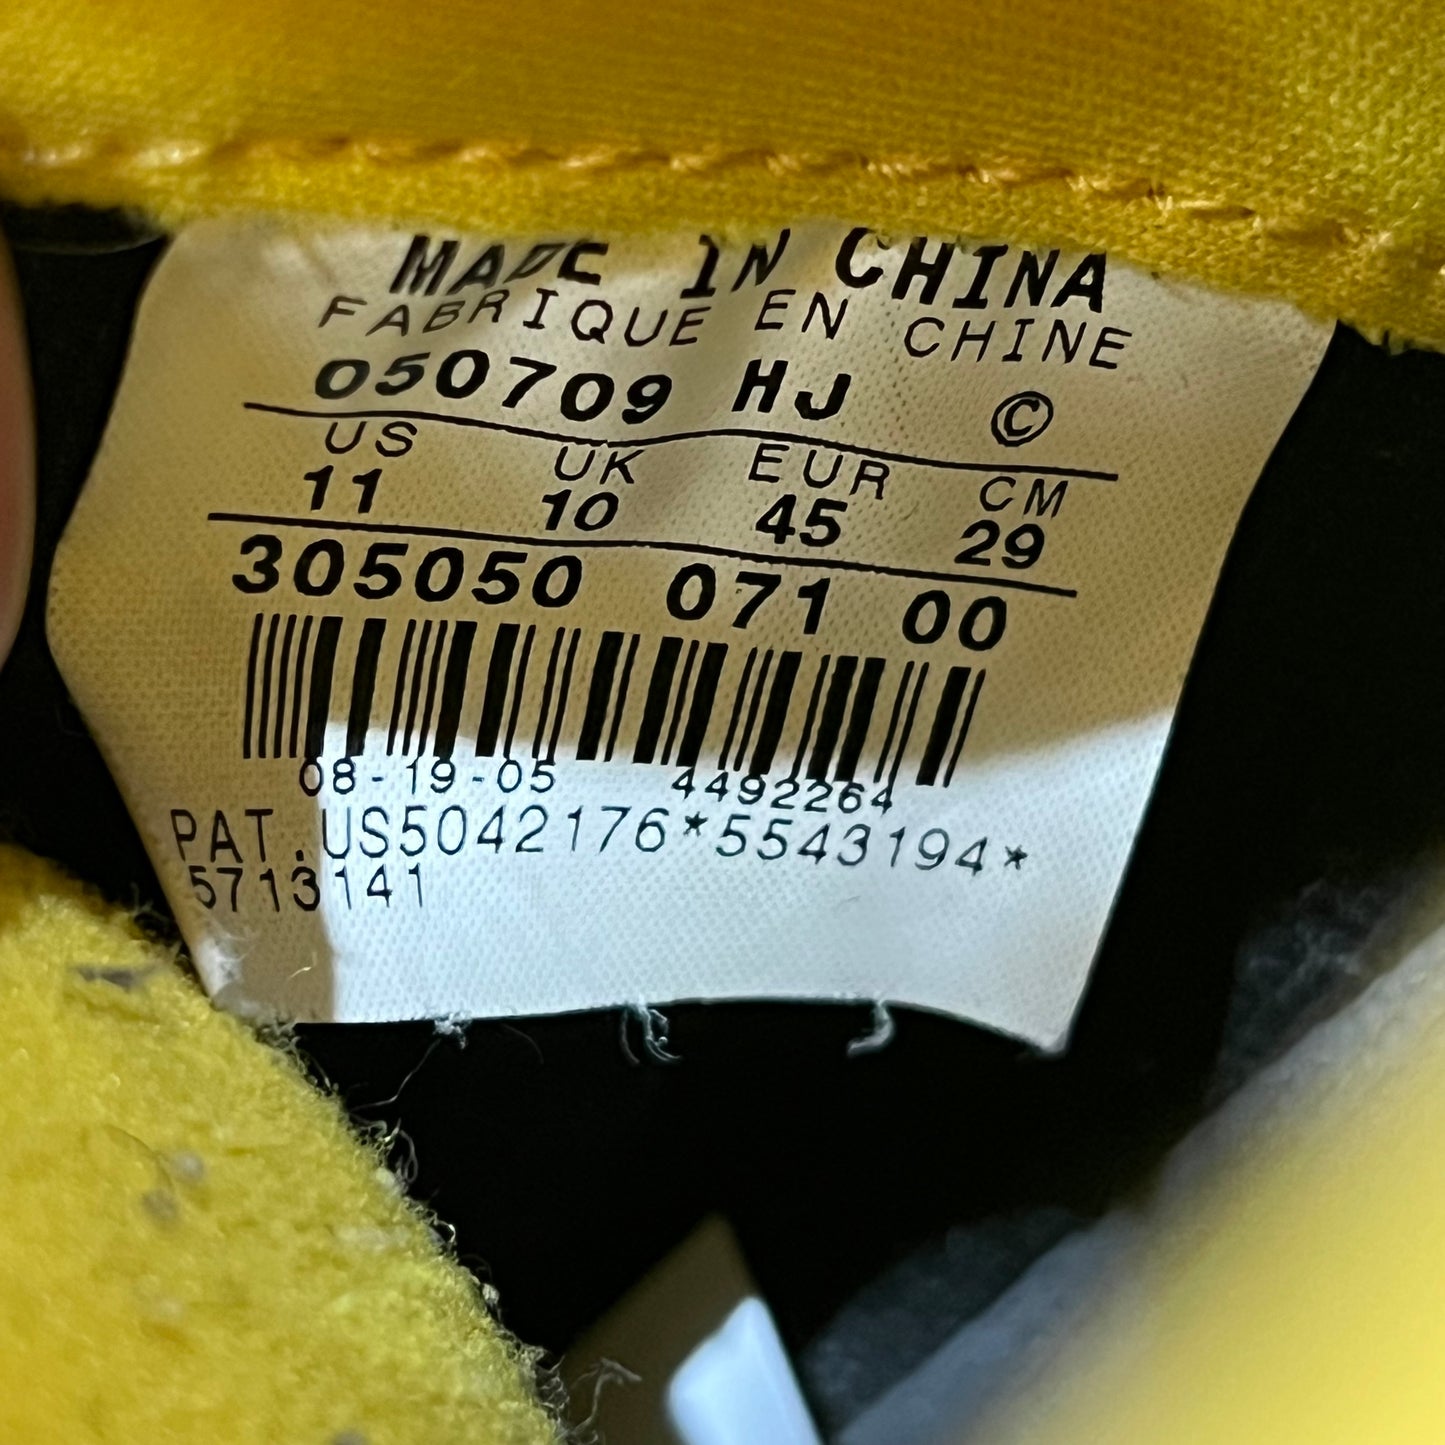 MADE IN CHINA
FABRIQUE EN CHINE
050709 HJ ©
US UK EUR CM
11 10 45 29
305050 071 00
08-19-05 4492264
PAT.US5042176*5543194*
5713141